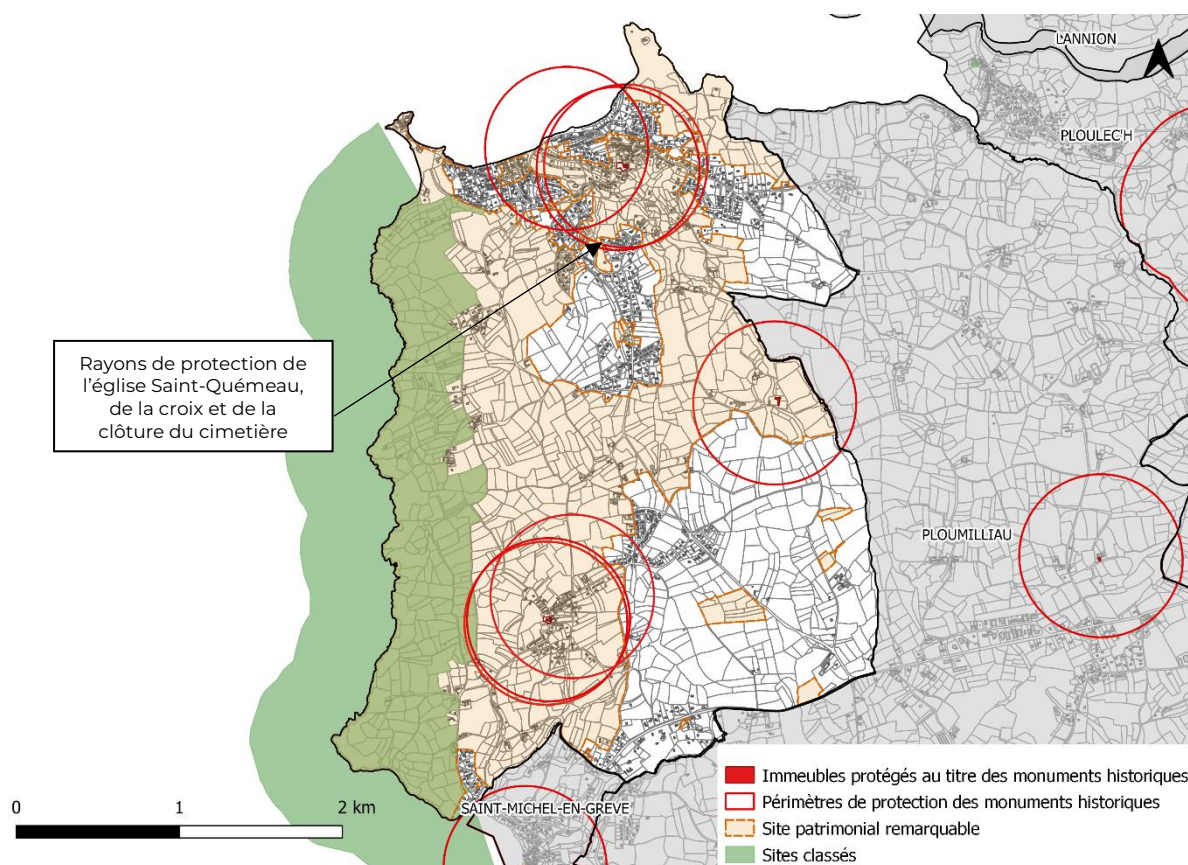 LANNION
PLOULEC'H
Rayons de protection de
l'église Saint-Quémeau,
de la croix et de la
clôture du cimetière
PLOUMILLIAU
SAINT-MICHEL-EN-GREVE
0 1 2 km
Immeubles protégés au titre des monuments historiques
Périmètres de protection des monuments historiques
Site patrimonial remarquable
Sites classés